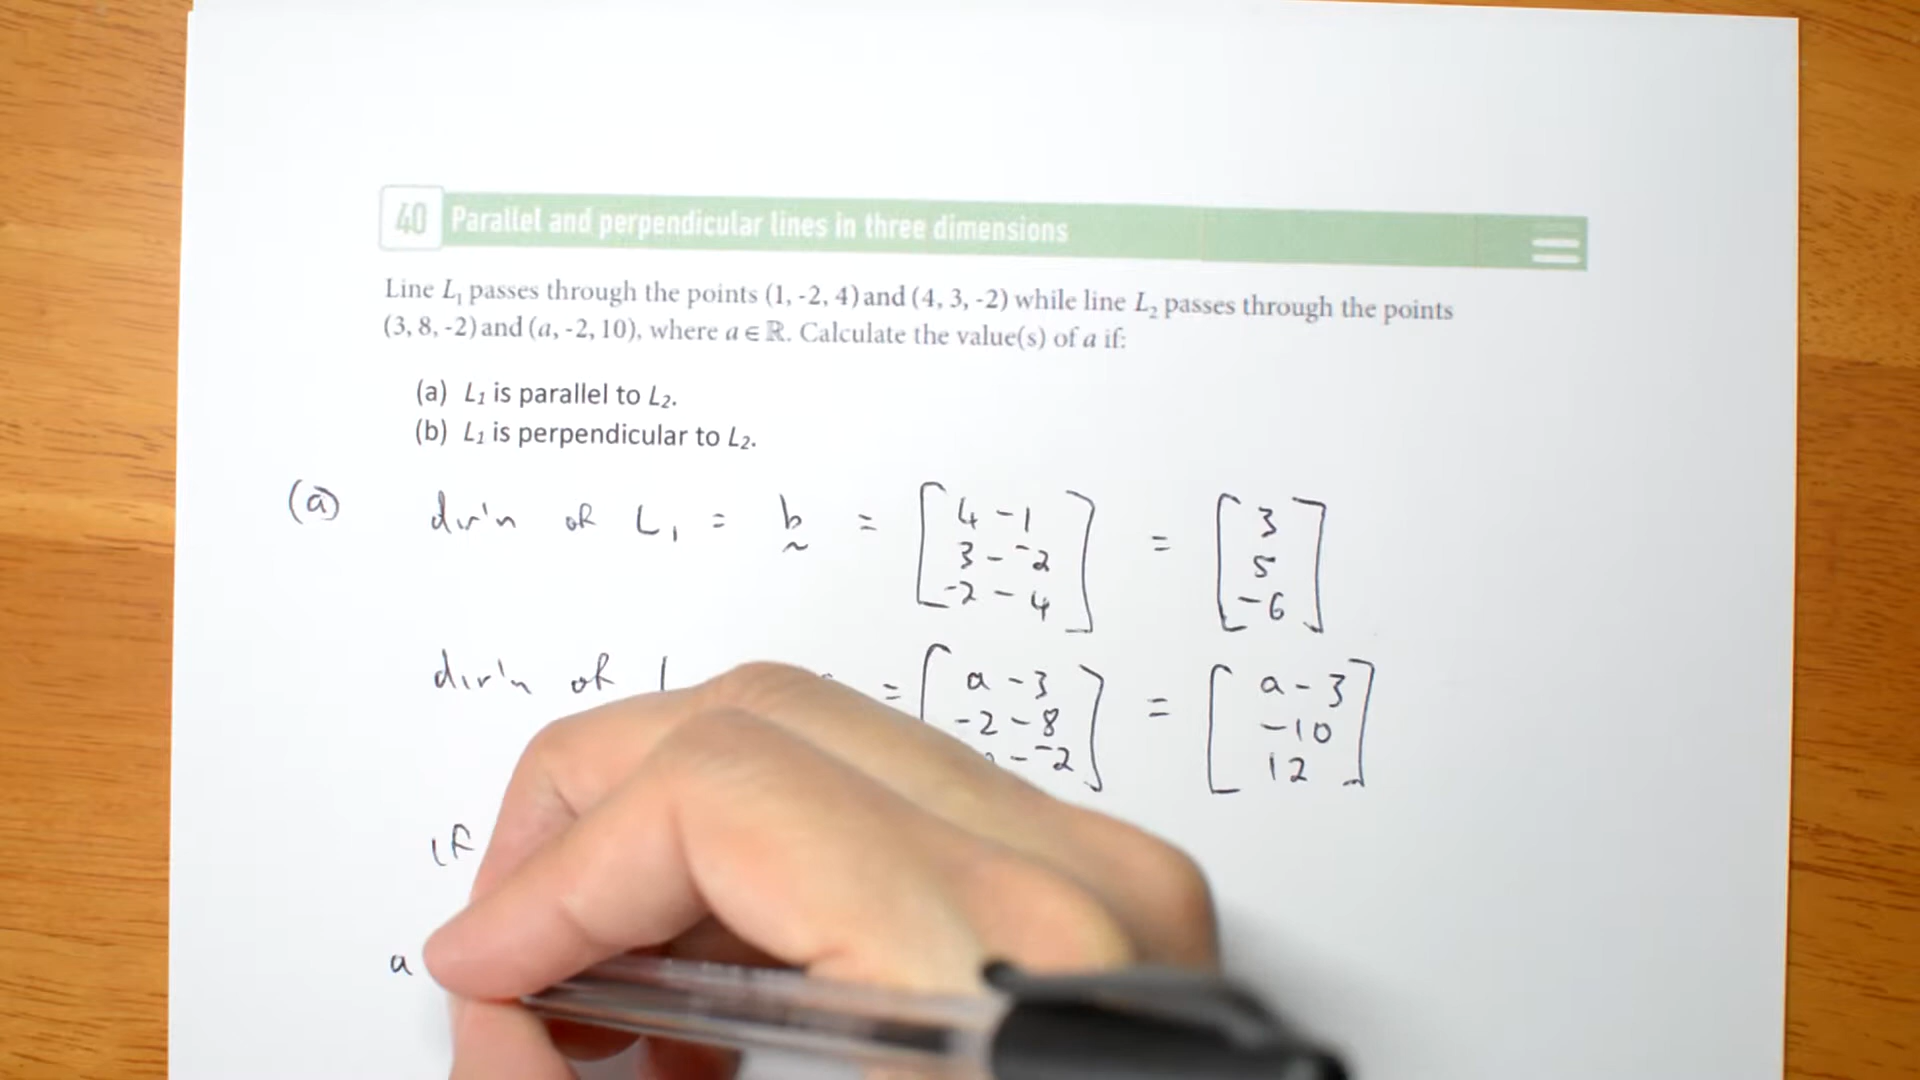 40 Parallel and perpendicular lines in three dimensions
Line L₁ passes through the points (1, -2, 4) and (4, 3, -2) while line L₂ passes through the points
(3, 8, -2) and (a, -2, 10), where a ∈ ℝ. Calculate the value(s) of a if:
(a) L₁ is parallel to L₂.
(b) L₁ is perpendicular to L₂.
(a) dir'n of L₁ = b = [4 - 1; 3 - -2; -2 - 4] = [3; 5; -6]
dir'n of = [a - 3; -2 - 8; - -2] = [a - 3; -10; 12]
if
a